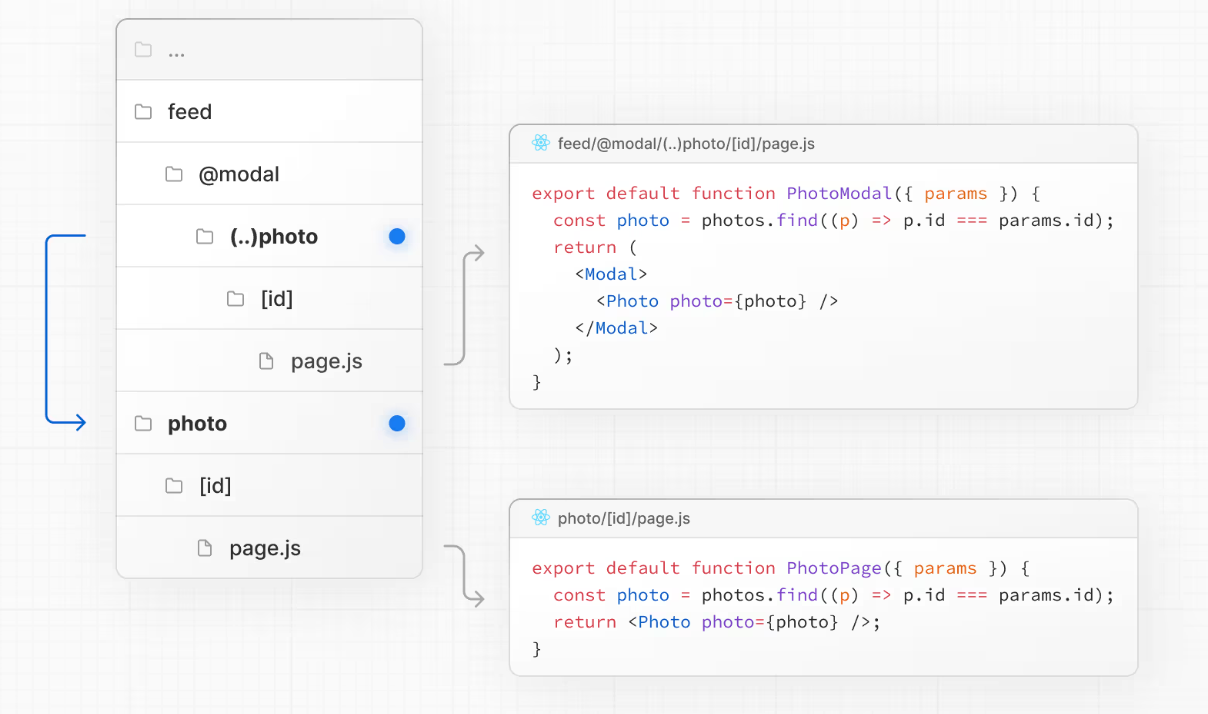 ...
feed
@modal
(..)photo
[id]
page.js
photo
[id]
page.js
feed/@modal/(..)photo/[id]/page.js
export default function PhotoModal({ params }) {
  const photo = photos.find((p) => p.id === params.id);
  return (
    <Modal>
      <Photo photo={photo} />
    </Modal>
  );
}
photo/[id]/page.js
export default function PhotoPage({ params }) {
  const photo = photos.find((p) => p.id === params.id);
  return <Photo photo={photo} />;
}